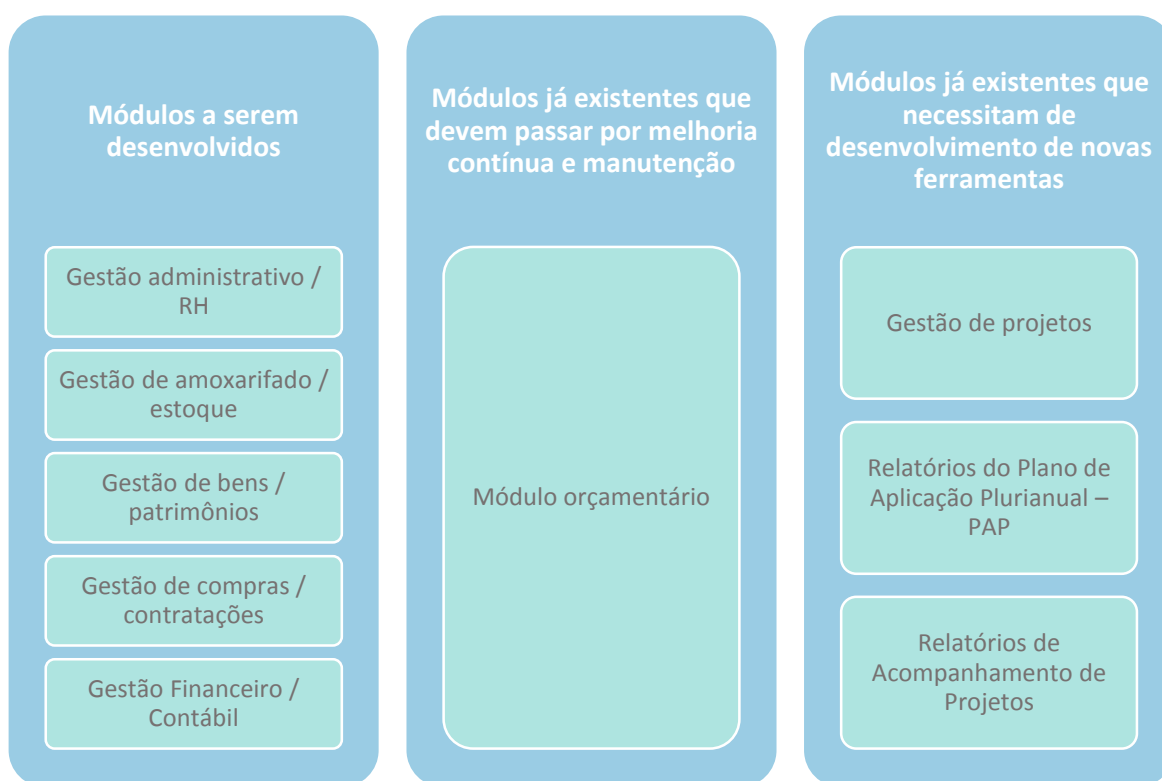 Módulos a serem
desenvolvidos
Gestão administrativo /
RH
Gestão de amoxarifado /
estoque
Gestão de bens /
patrimônios
Gestão de compras /
contratações
Gestão Financeiro /
Contábil
Módulos já existentes que
devem passar por melhoria
contínua e manutenção
Módulo orçamentário
Módulos já existentes que
necessitam de
desenvolvimento de novas
ferramentas
Gestão de projetos
Relatórios do Plano de
Aplicação Plurianual –
PAP
Relatórios de
Acompanhamento de
Projetos